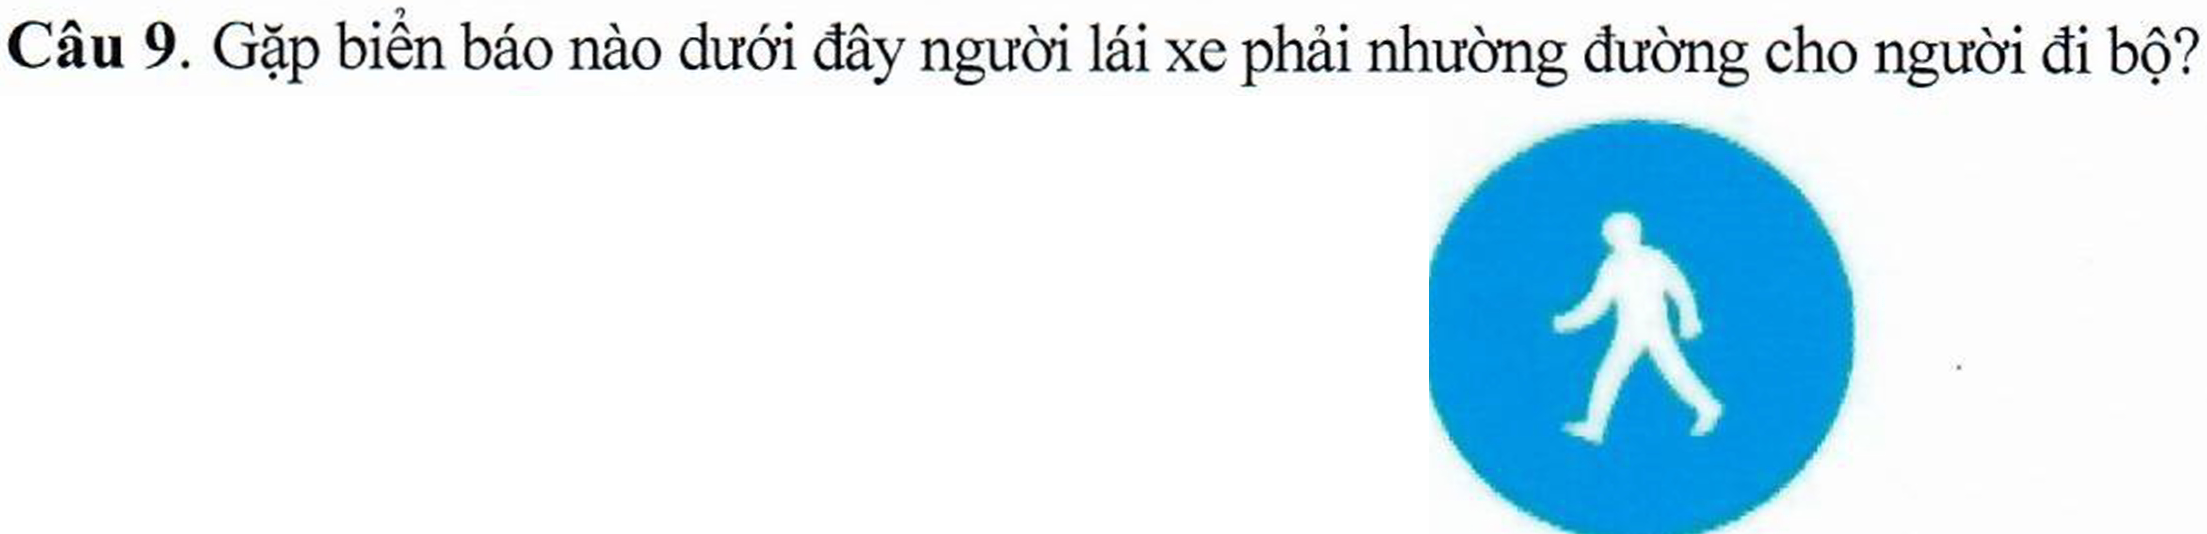 Câu 9. Gặp biển báo nào dưới đây người lái xe phải nhường đường cho người đi bộ?